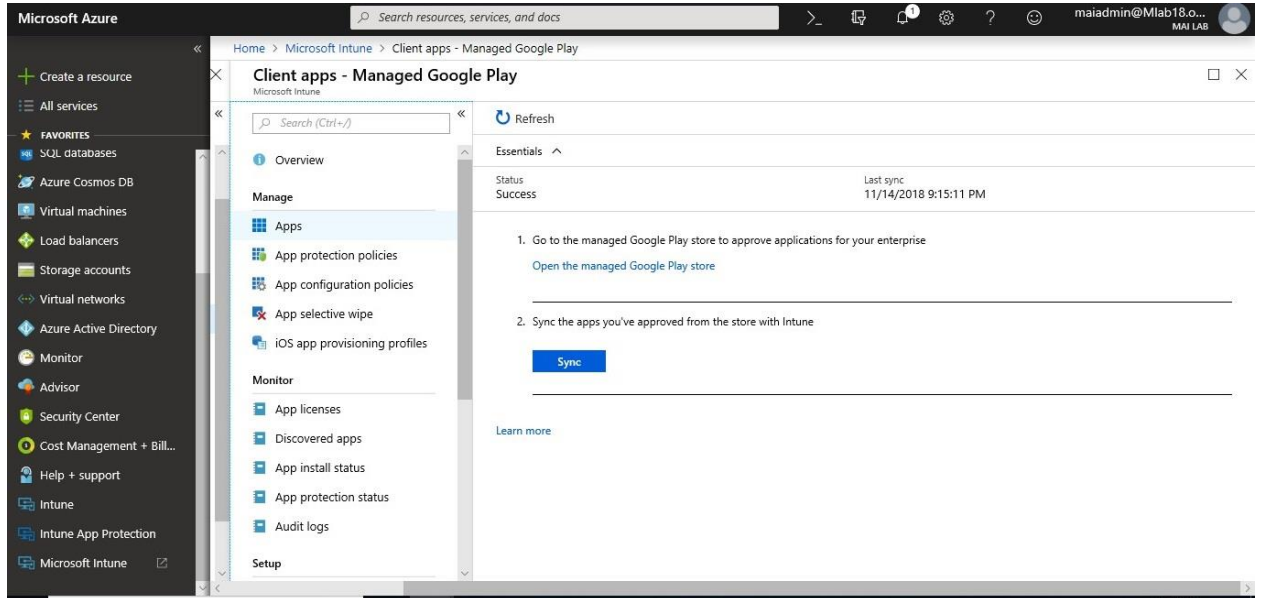 Microsoft Azure
Search resources, services, and docs
>_
1
?
maiadmin@Mlab18.o...
MAI LAB
«
Home > Microsoft Intune > Client apps - Managed Google Play
Create a resource
All services
FAVORITES
SQL databases
Azure Cosmos DB
Virtual machines
Load balancers
Storage accounts
Virtual networks
Azure Active Directory
Monitor
Advisor
Security Center
Cost Management + Bill...
Help + support
Intune
Intune App Protection
Microsoft Intune
Client apps - Managed Google Play
Microsoft Intune
«
Search (Ctrl+/)
«
Overview
Manage
Apps
App protection policies
App configuration policies
App selective wipe
iOS app provisioning profiles
Monitor
App licenses
Discovered apps
App install status
App protection status
Audit logs
Setup
Refresh
Essentials
Status
Success
Last sync
11/14/2018 9:15:11 PM
1. Go to the managed Google Play store to approve applications for your enterprise
Open the managed Google Play store
2. Sync the apps you've approved from the store with Intune
Sync
Learn more